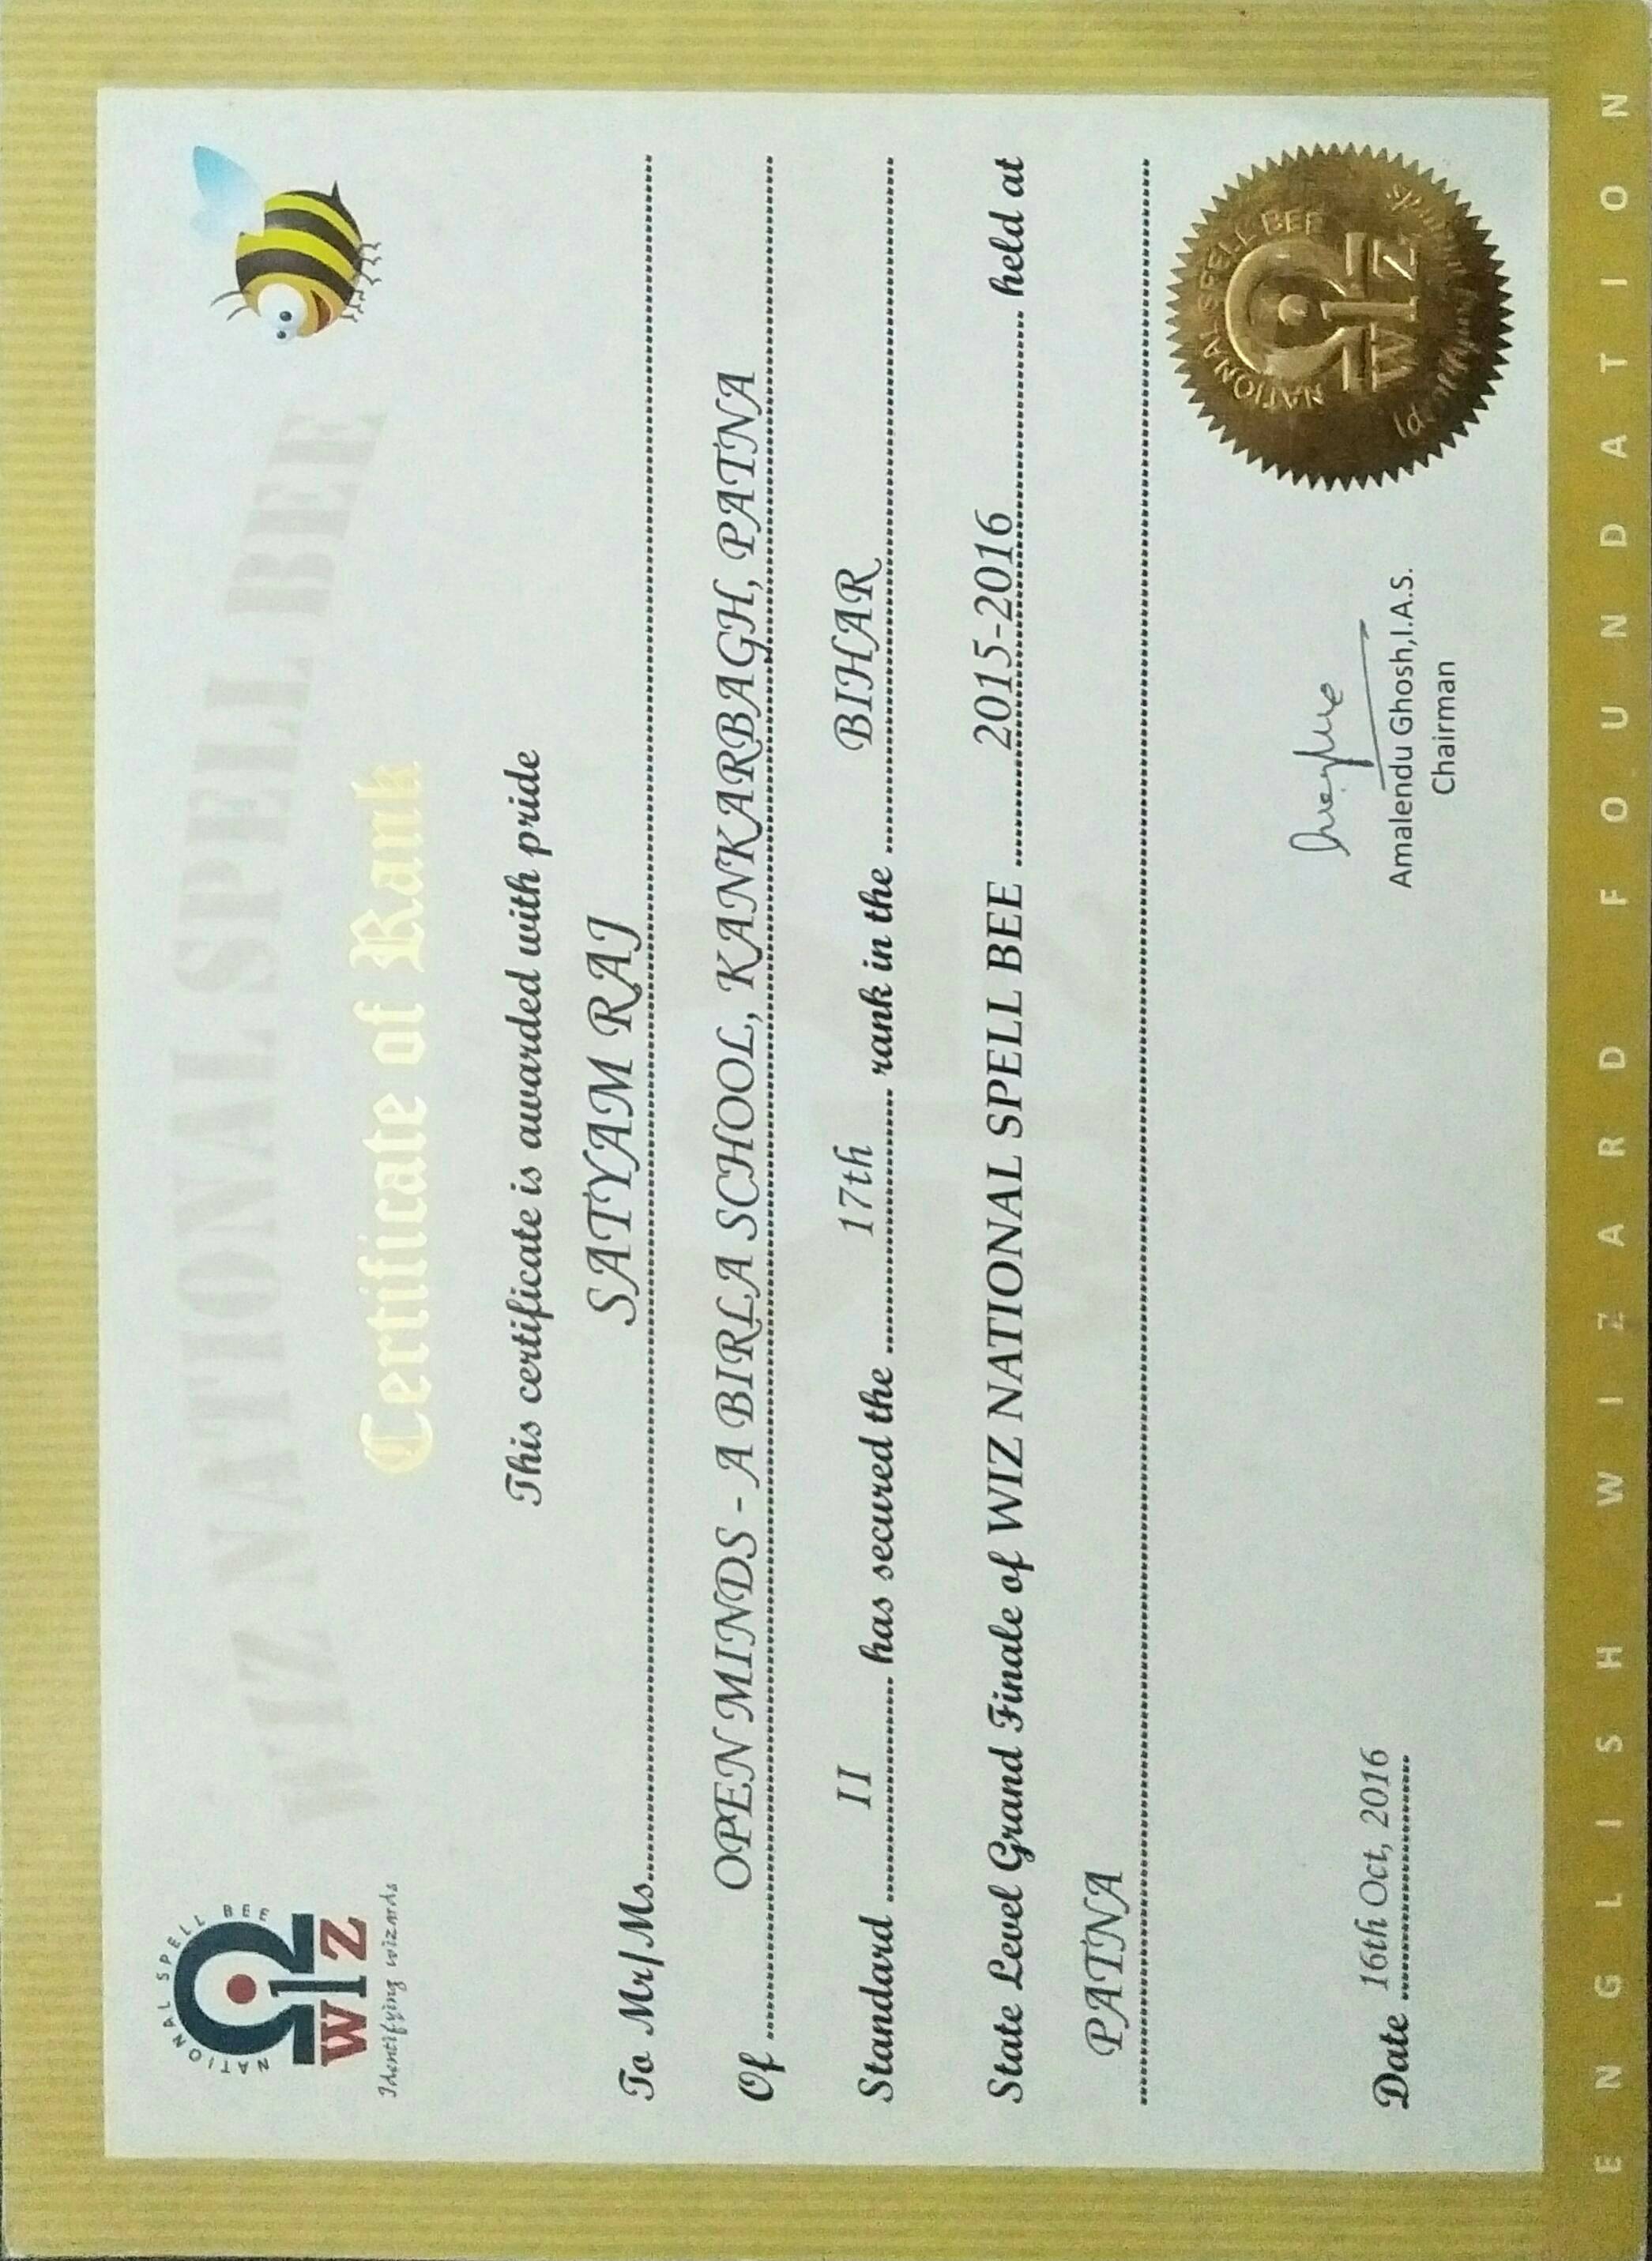 NATIONAL SPELL BEE
WIZ
Identifying wizards
WIZ NATIONAL SPELL BEE
Certificate of Rank
This certificate is awarded with pride
To Mr/Ms. SATYAM RAJ
Of OPEN MINDS - A BIRLA SCHOOL, KANKARBAGH, PATNA
Standard II has secured the 17th rank in the BIHAR
State Level Grand Finale of WIZ NATIONAL SPELL BEE 2015-2016 held at
PATNA
Date 16th Oct, 2016
Amalendu Ghosh,I.A.S.
Chairman
NATIONAL SPELL BEE
WIZ
Identifying wizards
ENGLISH WIZARD FOUNDATION